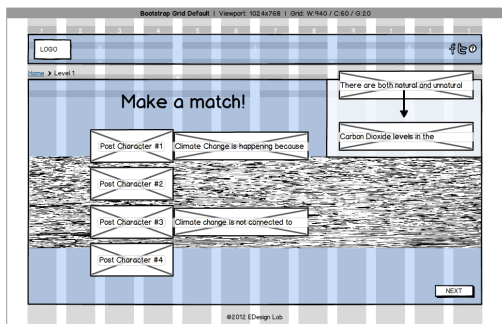 Bootstrap Grid Default | Viewport: 1024x768 | Grid: W:940 / C:60 / G:20
LOGO
Home > Level 1
Make a match!
There are both natural and unnatural
Carbon Dioxide levels in the
Post Character #1
Climate Change is happening because
Post Character #2
Post Character #3
Climate change is not connected to
Post Character #4
NEXT
©2012 EDesign Lab